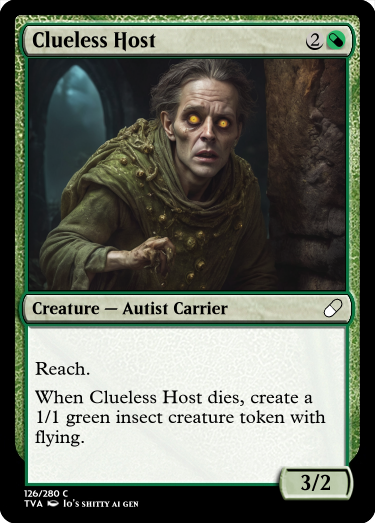 Clueless Host 2
Creature — Autist Carrier
Reach.
When Clueless Host dies, create a
1/1 green insect creature token with
flying.
3/2
126/280 C
TVA Io's SHITTY AI GEN